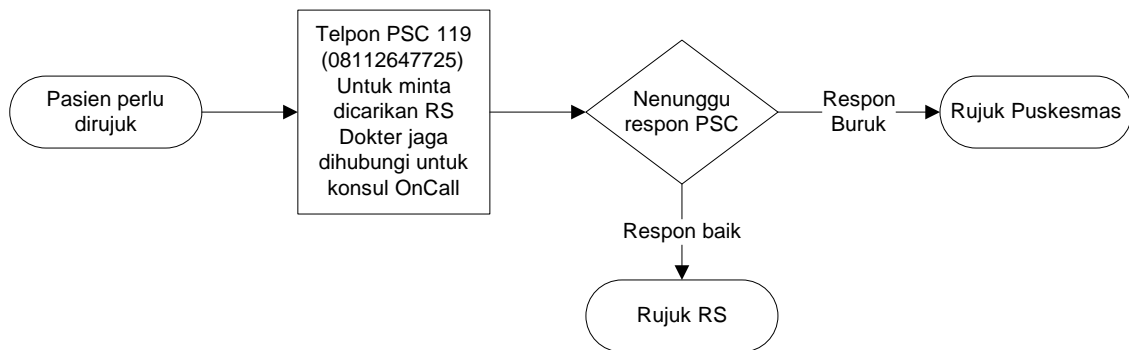 Pasien perlu
dirujuk
Telpon PSC 119
(08112647725)
Untuk minta
dicarikan RS
Dokter jaga
dihubungi untuk
konsul OnCall
Nenunggu
respon PSC
Respon
Buruk
Rujuk Puskesmas
Respon baik
Rujuk RS